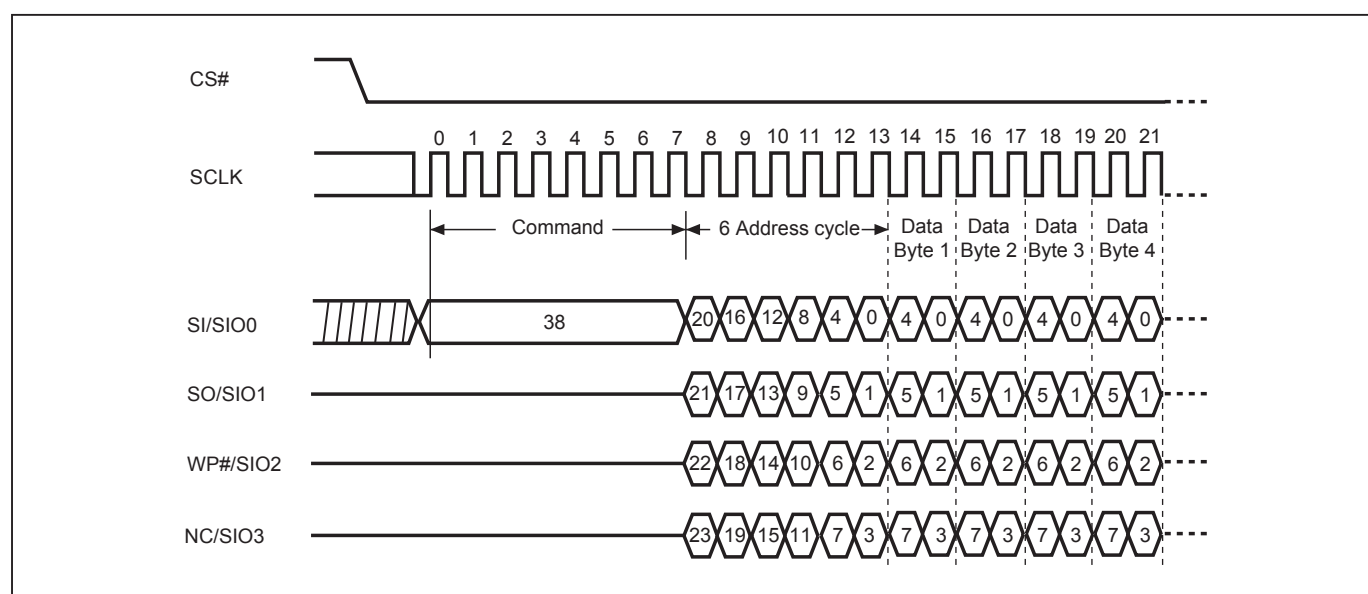 CS#
0 1 2 3 4 5 6 7 8 9 10 11 12 13 14 15 16 17 18 19 20 21
SCLK
Command 6 Address cycle Data Byte 1 Data Byte 2 Data Byte 3 Data Byte 4
SI/SIO0 38 20 16 12 8 4 0 4 0 4 0 4 0 4 0
SO/SIO1 21 17 13 9 5 1 5 1 5 1 5 1 5 1
WP#/SIO2 22 18 14 10 6 2 6 2 6 2 6 2 6 2
NC/SIO3 23 19 15 11 7 3 7 3 7 3 7 3 7 3